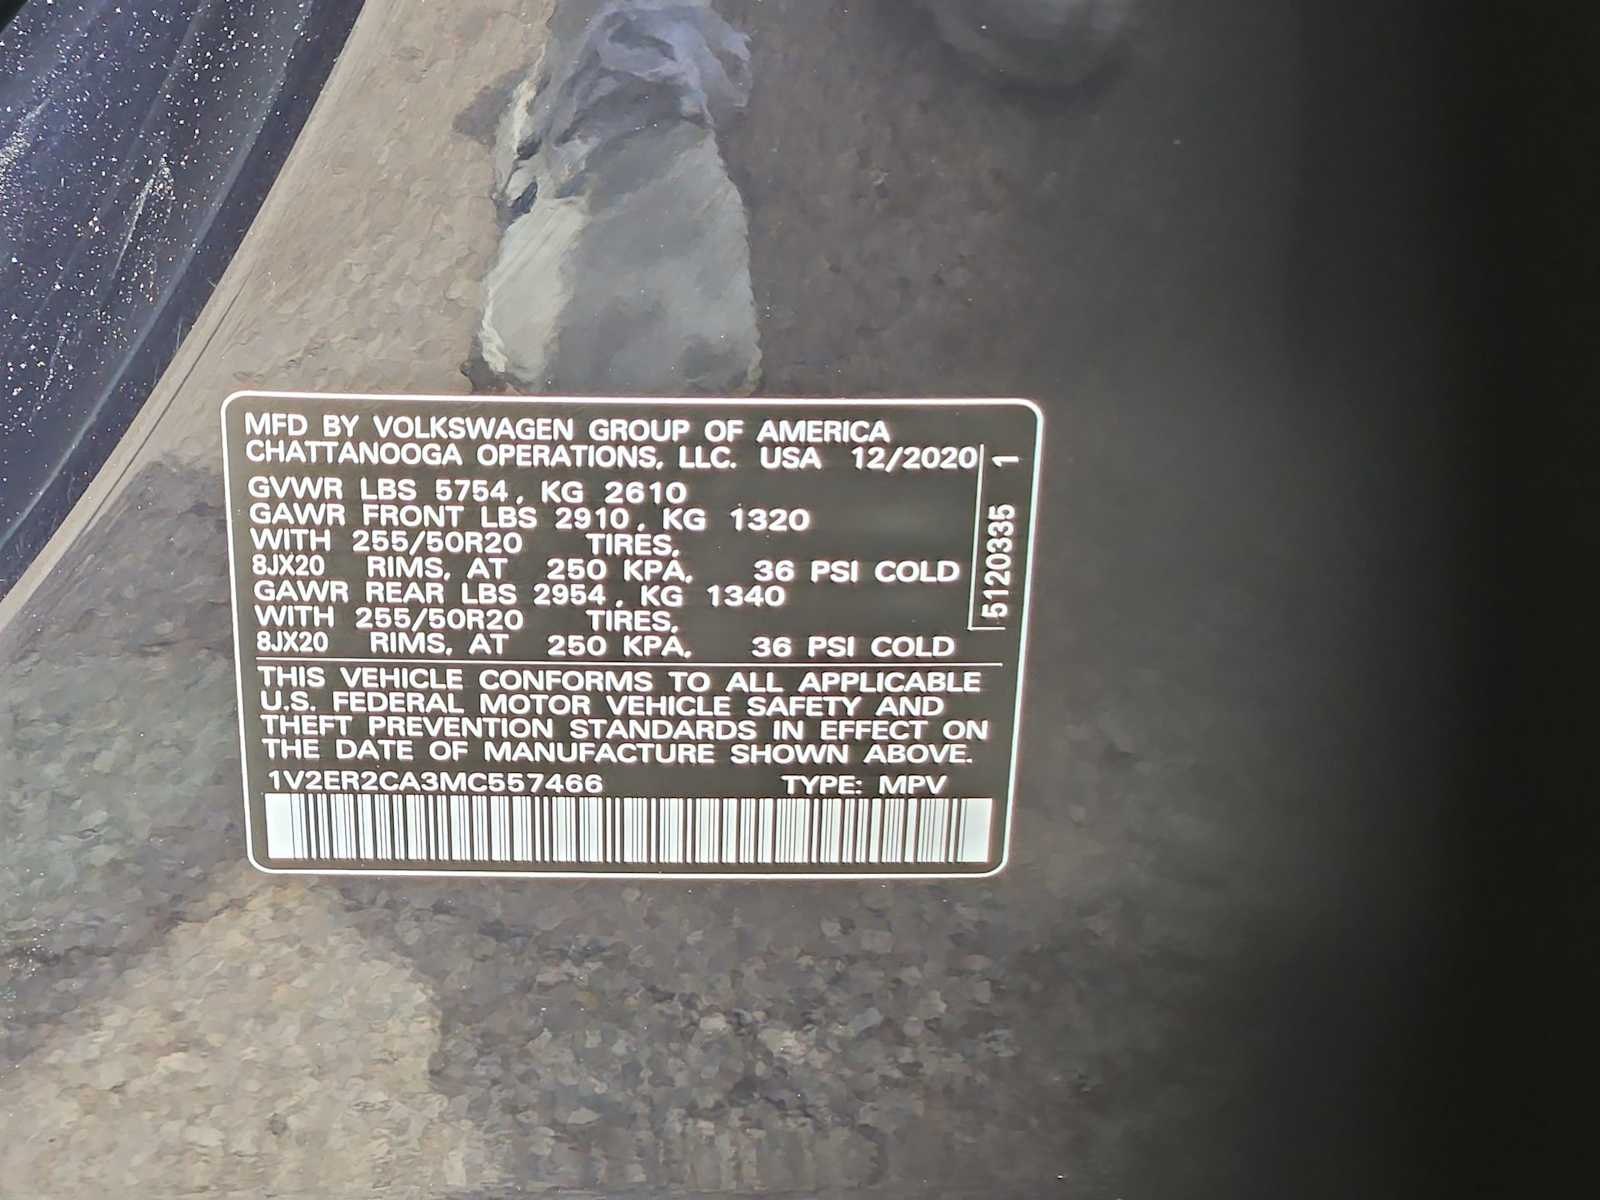 MFD BY VOLKSWAGEN GROUP OF AMERICA
CHATTANOOGA OPERATIONS, LLC. USA 12/2020
GVWR LBS 5754, KG 2610
GAWR FRONT LBS 2910, KG 1320
WITH 255/50R20 TIRES,
8JX20 RIMS, AT 250 KPA, 36 PSI COLD
GAWR REAR LBS 2954, KG 1340
WITH 255/50R20 TIRES,
8JX20 RIMS, AT 250 KPA, 36 PSI COLD
5120335 1
THIS VEHICLE CONFORMS TO ALL APPLICABLE
U.S. FEDERAL MOTOR VEHICLE SAFETY AND
THEFT PREVENTION STANDARDS IN EFFECT ON
THE DATE OF MANUFACTURE SHOWN ABOVE.
1V2ER2CA3MC557466 TYPE: MPV